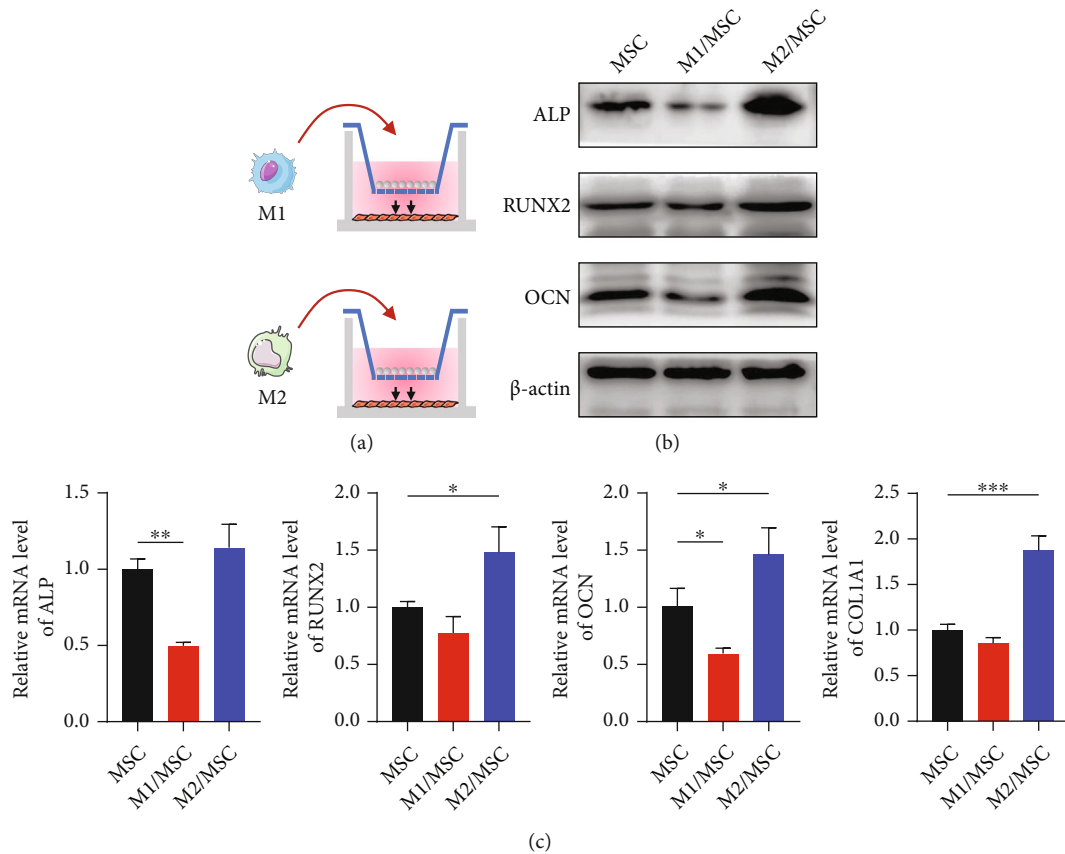 M1
M2
(a)
MSC
M1/MSC
M2/MSC
ALP
RUNX2
OCN
β-actin
(b)
Relative mRNA level
of ALP
1.5
1.0
0.5
0.0
**
MSC
M1/MSC
M2/MSC
Relative mRNA level
of RUNX2
2.0
1.5
1.0
0.5
0.0
*
MSC
M1/MSC
M2/MSC
Relative mRNA level
of OCN
2.0
1.5
1.0
0.5
0.0
*
*
MSC
M1/MSC
M2/MSC
Relative mRNA level
of COL1A1
2.5
2.0
1.5
1.0
0.5
0.0
***
MSC
M1/MSC
M2/MSC
(c)